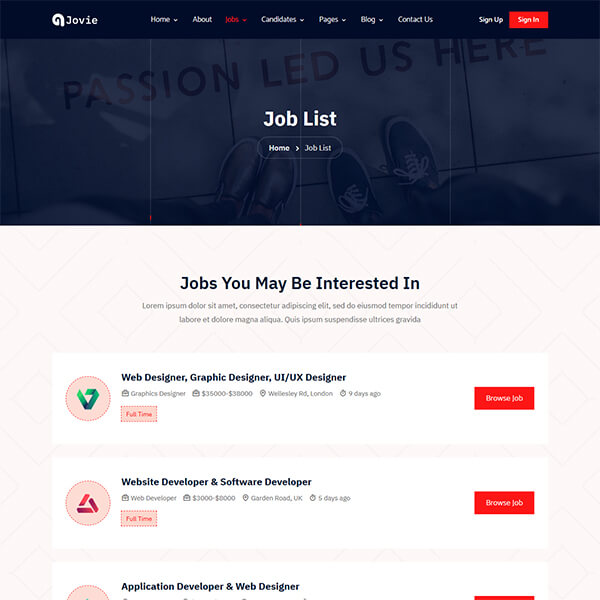 Jovie
Home About Jobs Candidates Pages Blog Contact Us Sign Up Sign In
PASSION LED US HERE
Job List
Home > Job List
Jobs You May Be Interested In
Lorem ipsum dolor sit amet, consectetur adipiscing elit, sed do eiusmod tempor incididunt ut
labore et dolore magna aliqua. Quis ipsum suspendisse ultrices gravida
Web Designer, Graphic Designer, UI/UX Designer
Graphics Designer $35000-$38000 Wellesley Rd, London 9 days ago
Browse Job
Full Time
Website Developer & Software Developer
Web Developer $3000-$8000 Garden Road, UK 5 days ago
Browse Job
Full Time
Application Developer & Web Designer